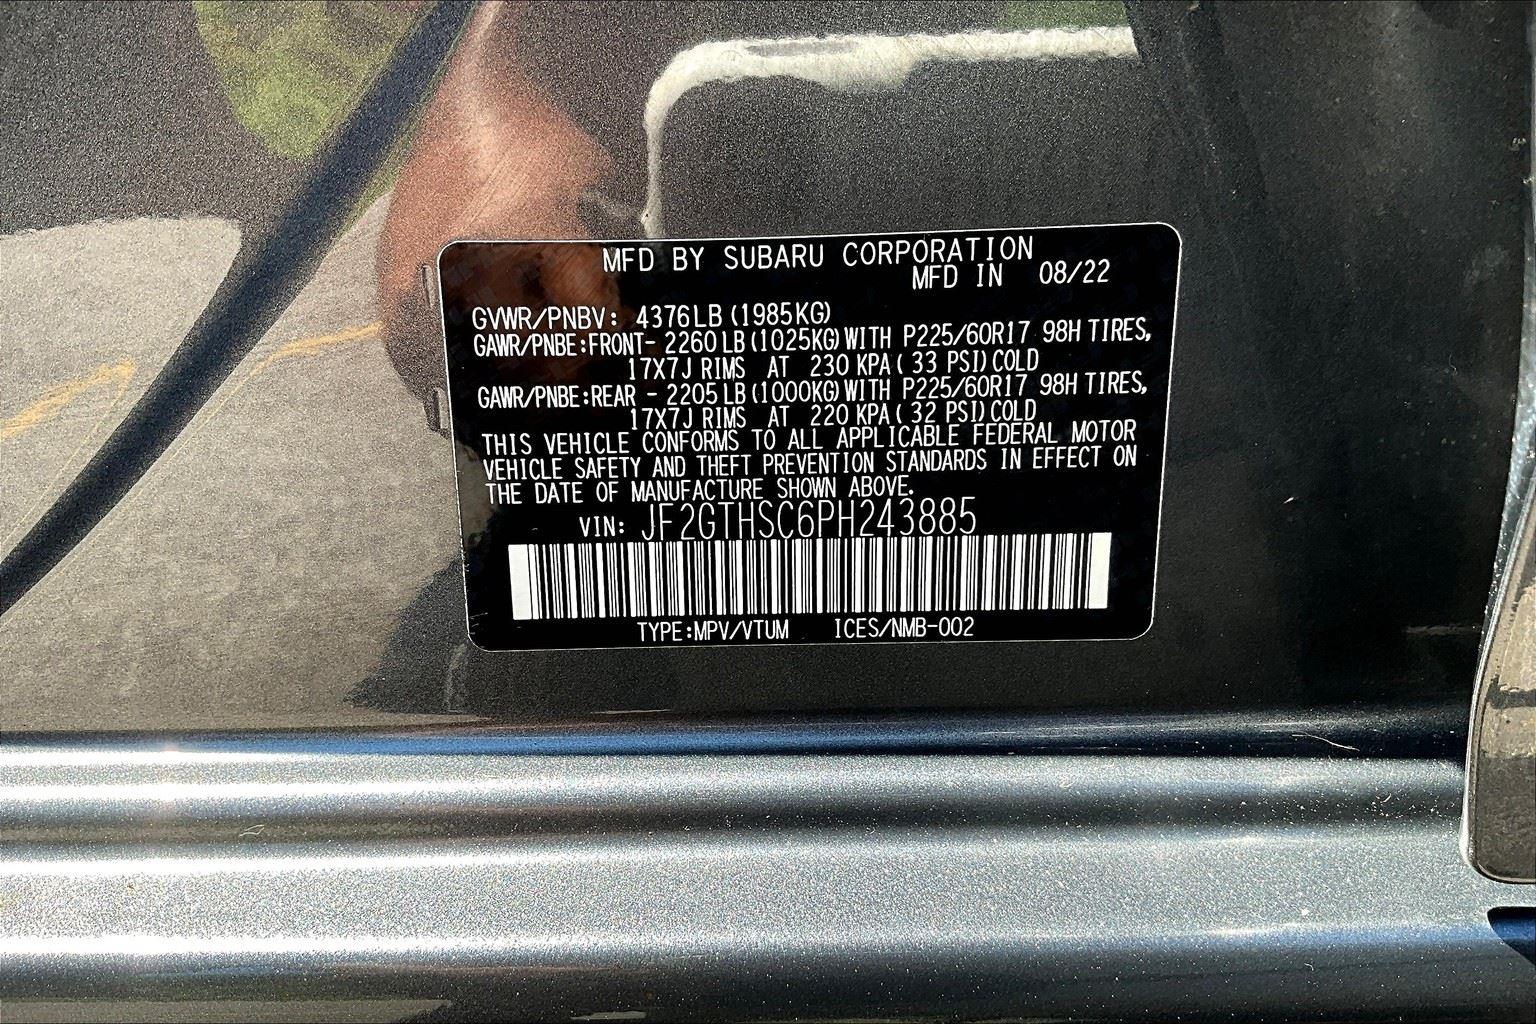 MFD BY SUBARU CORPORATION
MFD IN 08/22
GVWR/PNBV: 4376LB (1985KG)
GAWR/PNBE:FRONT- 2260LB (1025KG) WITH P225/60R17 98H TIRES,
17X7J RIMS AT 230 KPA ( 33 PSI) COLD
GAWR/PNBE:REAR - 2205LB (1000KG) WITH P225/60R17 98H TIRES,
17X7J RIMS AT 220 KPA ( 32 PSI) COLD
THIS VEHICLE CONFORMS TO ALL APPLICABLE FEDERAL MOTOR
VEHICLE SAFETY AND THEFT PREVENTION STANDARDS IN EFFECT ON
THE DATE OF MANUFACTURE SHOWN ABOVE.
VIN: JF2GTHSC6PH243885
TYPE:MPV/VTUM ICES/NMB-002